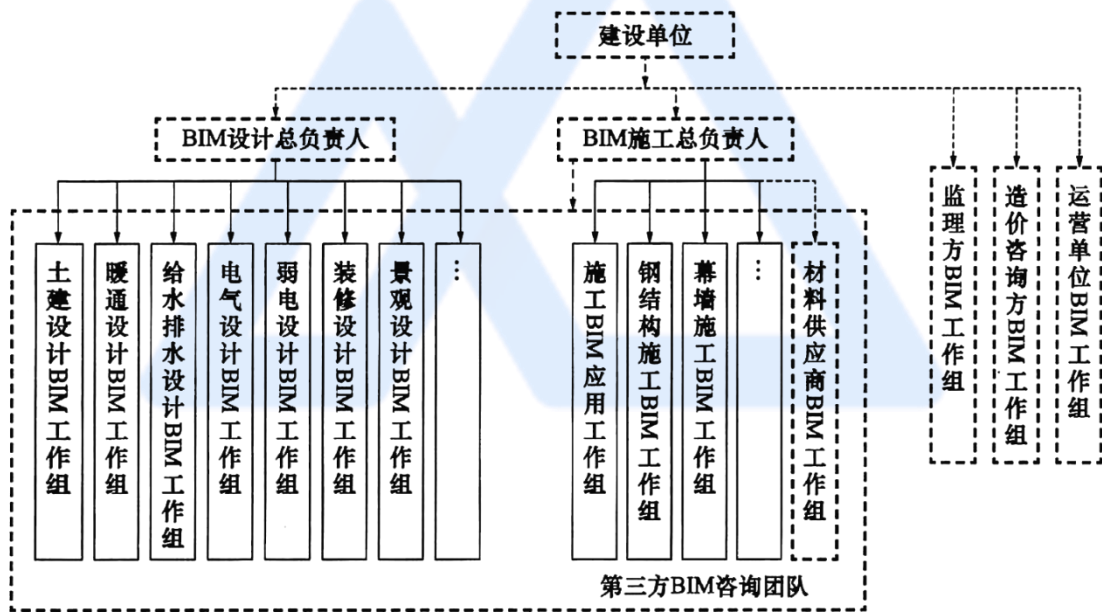 建设单位
BIM设计总负责人
BIM施工总负责人
土建设计BIM工作组
暖通设计BIM工作组
给水排水设计BIM工作组
电气设计BIM工作组
弱电设计BIM工作组
装修设计BIM工作组
景观设计BIM工作组
…
施工BIM应用工作组
钢结构施工BIM工作组
幕墙施工BIM工作组
…
材料供应商BIM工作组
监理方BIM工作组
造价咨询方BIM工作组
运营单位BIM工作组
第三方BIM咨询团队